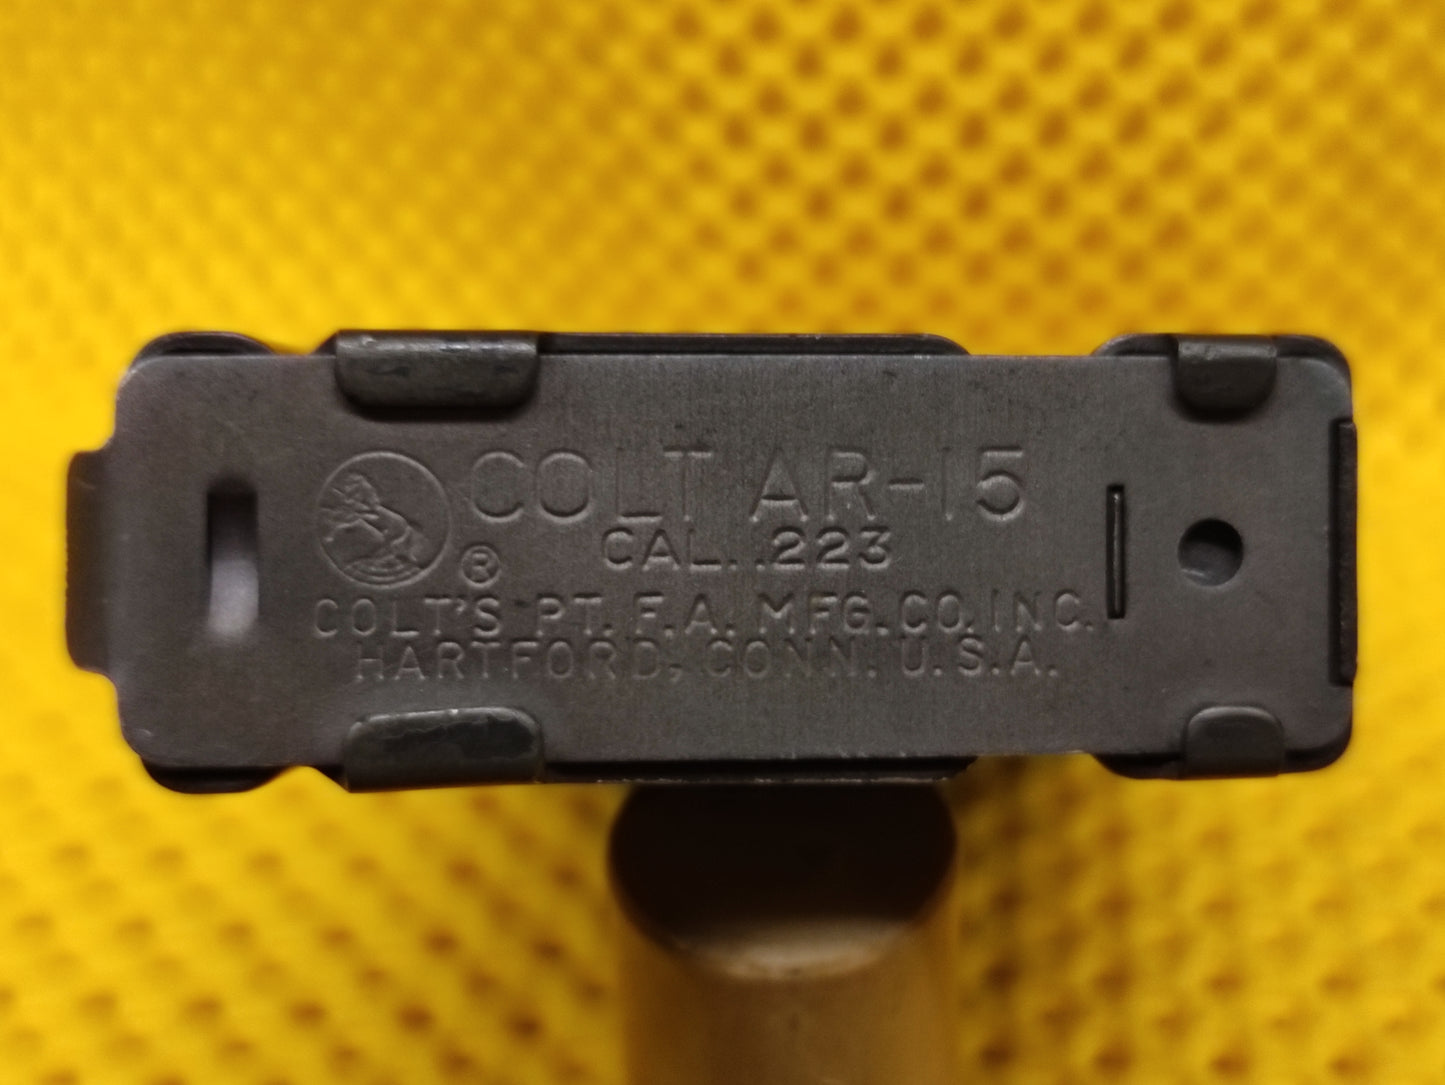 COLT AR-15
CAL. .223
®
COLT'S PT. F.A. MFG. CO. INC.
HARTFORD, CONN. U.S.A.